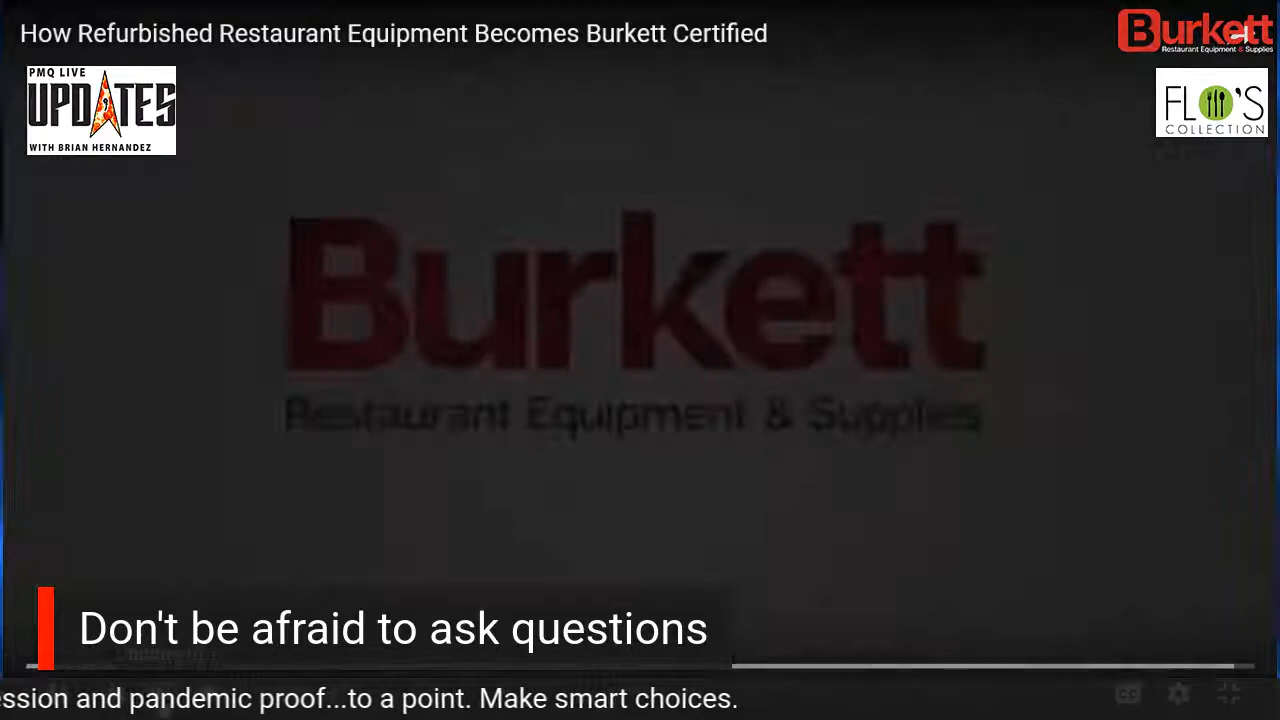 How Refurbished Restaurant Equipment Becomes Burkett Certified
Burkett
Restaurant Equipment & Supplies
PMQ LIVE
UPDATES
WITH BRIAN HERNANDEZ
FLO'S
COLLECTION
Burkett
Restaurant Equipment & Supplies
Don't be afraid to ask questions
ession and pandemic proof...to a point. Make smart choices.
CC